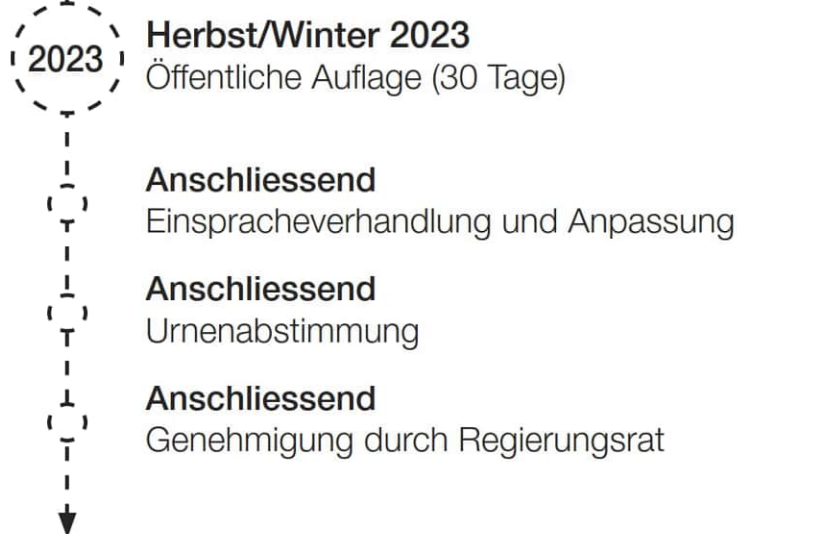 2023
Herbst/Winter 2023
Öffentliche Auflage (30 Tage)
Anschliessend
Einspracheverhandlung und Anpassung
Anschliessend
Urnenabstimmung
Anschliessend
Genehmigung durch Regierungsrat